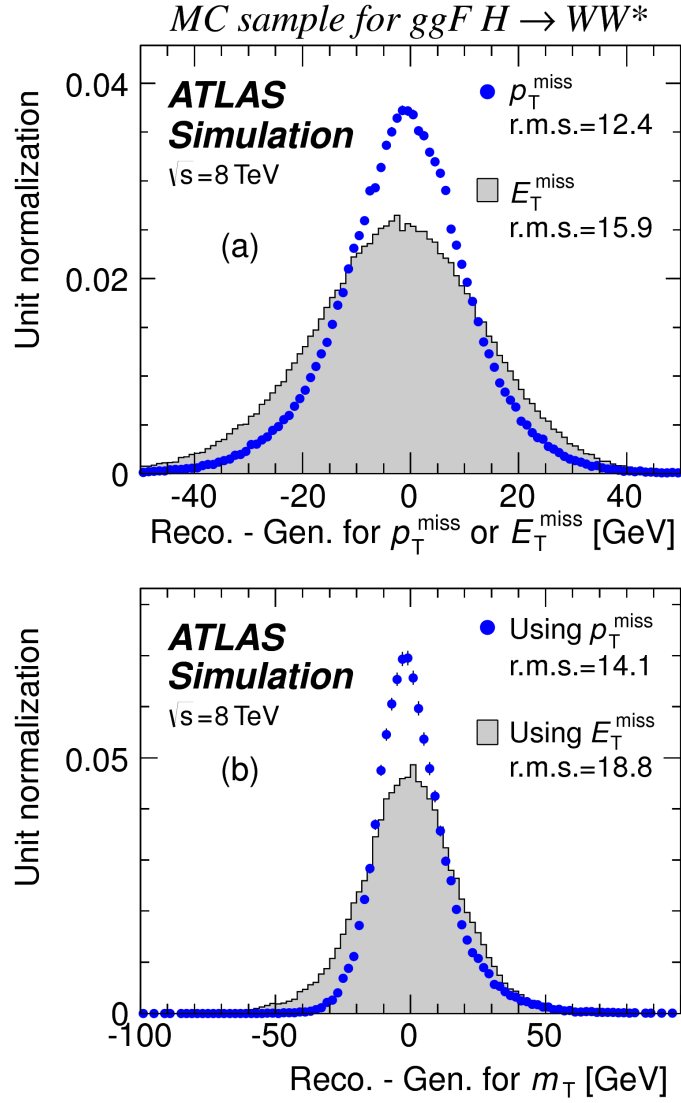 MC sample for ggF H → WW*
ATLAS
Simulation
√s=8 TeV
(a)
p_T^miss
r.m.s.=12.4
E_T^miss
r.m.s.=15.9
Unit normalization
0.04
0.02
0
-40 -20 0 20 40
Reco. - Gen. for p_T^miss or E_T^miss [GeV]
ATLAS
Simulation
√s=8 TeV
(b)
Using p_T^miss
r.m.s.=14.1
Using E_T^miss
r.m.s.=18.8
Unit normalization
0.05
0
-100 -50 0 50
Reco. - Gen. for m_T [GeV]